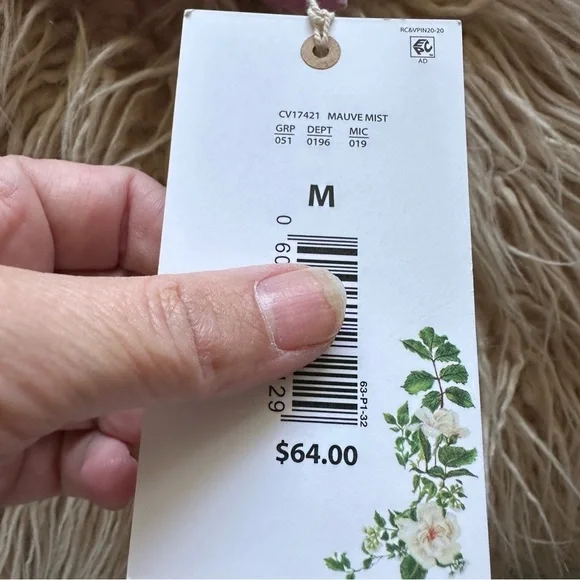 RC&VPIN20-20
AD
CV17421 MAUVE MIST
GRP DEPT MIC
051 0196 019
M
0 60
129
63-P1-32
$64.00